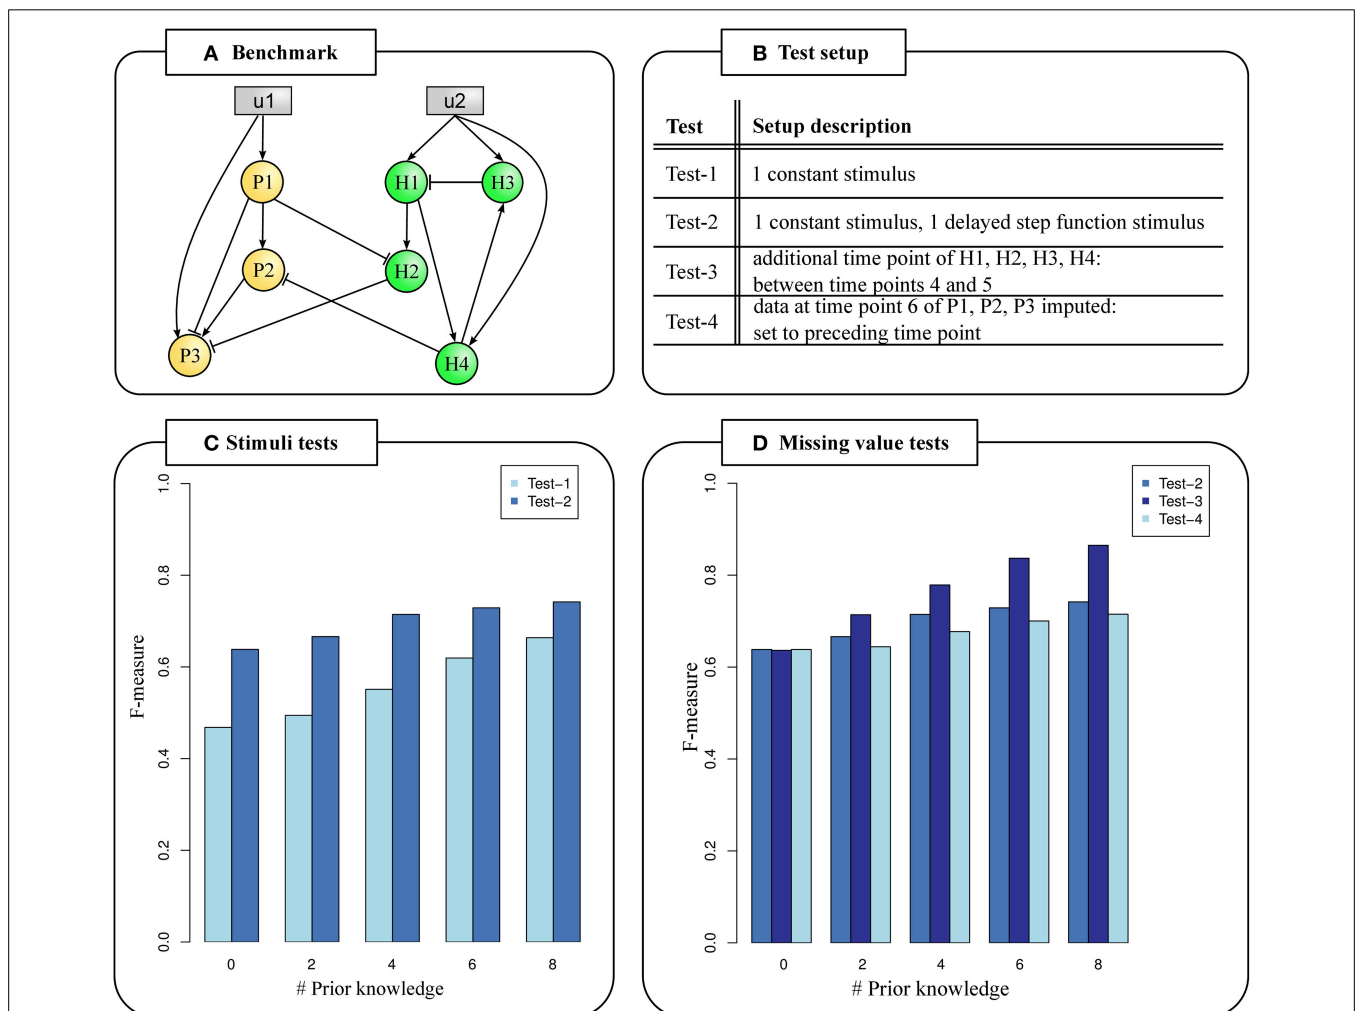 A Benchmark
u1
u2
P1
H1
H3
P2
H2
P3
H4
B Test setup
Test Setup description
Test-1 1 constant stimulus
Test-2 1 constant stimulus, 1 delayed step function stimulus
Test-3 additional time point of H1, H2, H3, H4:
between time points 4 and 5
Test-4 data at time point 6 of P1, P2, P3 imputed:
set to preceding time point
C Stimuli tests
Test-1
Test-2
F-measure
1.0
0.8
0.6
0.4
0.2
0.0
0 2 4 6 8
# Prior knowledge
D Missing value tests
Test-2
Test-3
Test-4
F-measure
1.0
0.8
0.6
0.4
0.2
0.0
0 2 4 6 8
# Prior knowledge